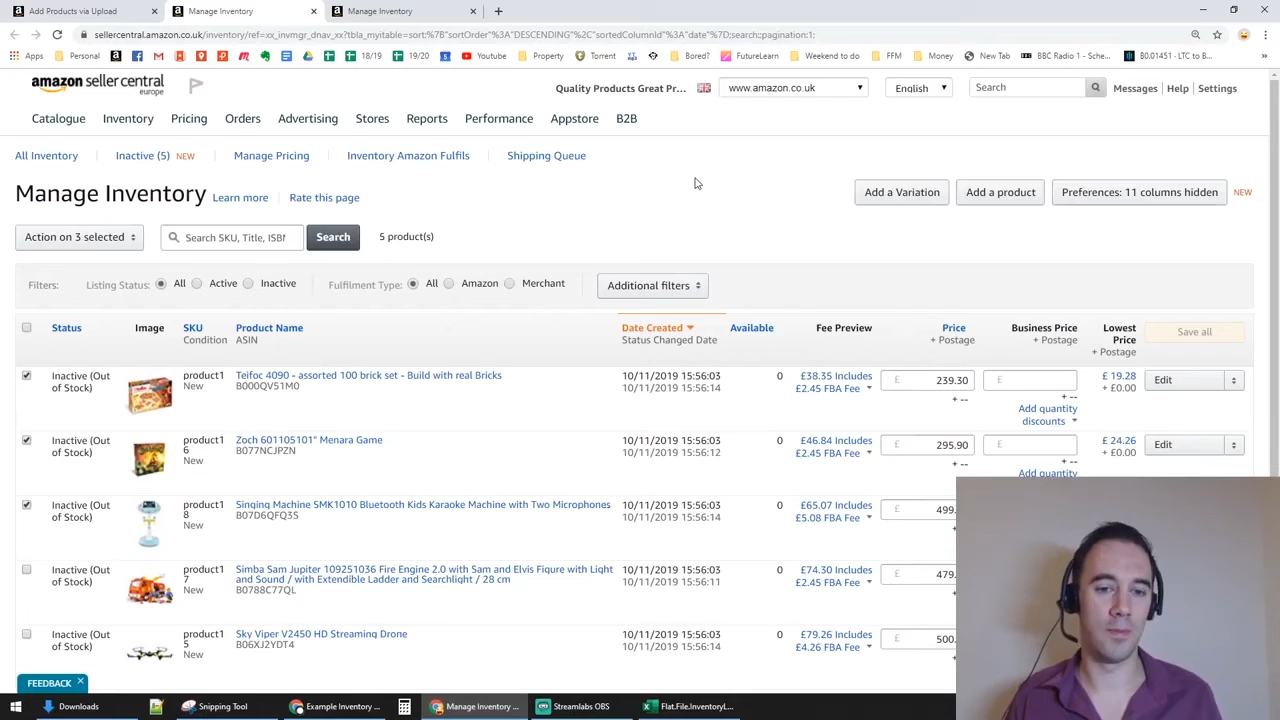 Add Products via Upload
Manage Inventory
Manage Inventory
sellercentral.amazon.co.uk/inventory/ref=xx_invmgr_dnav_xx?tbla_myitable=sort:%7B"sortOrder"%3A"DESCENDING"%2C"sortedColumnId"%3A"date"%7D;search:;pagination:1;
Apps
Personal
18/19
19/20
Youtube
Property
Torrent
Bored?
FutureLearn
Weekend to do
FFM
Money
New Tab
BBC Radio 1 - Sche...
B0.01451 - LTC to B...
amazon seller central
europe
Quality Products Great Pr...
www.amazon.co.uk
English
Search
Messages | Help | Settings
Catalogue
Inventory
Pricing
Orders
Advertising
Stores
Reports
Performance
Appstore
B2B
All Inventory
Inactive (5) NEW
Manage Pricing
Inventory Amazon Fulfils
Shipping Queue
Manage Inventory
Learn more
Rate this page
Add a Variation
Add a product
Preferences: 11 columns hidden
NEW
Action on 3 selected
Search SKU, Title, ISBN
Search
5 product(s)
Filters:
Listing Status:
All
Active
Inactive
Fulfilment Type:
All
Amazon
Merchant
Additional filters
Status
Image
SKU
Condition
Product Name
ASIN
Date Created
Status Changed Date
Available
Fee Preview
Price
+ Postage
Business Price
+ Postage
Lowest
Price
+ Postage
Save all
Inactive (Out
of Stock)
product1
New
Teifoc 4090 - assorted 100 brick set - Build with real Bricks
B000QV51M0
10/11/2019 15:56:03
10/11/2019 15:56:14
0
£38.35 Includes
£2.45 FBA Fee
£ 239.30
+ --
£
+ --
Add quantity
discounts
£ 19.28
+ £0.00
Edit
Inactive (Out
of Stock)
product1
6
New
Zoch 601105101" Menara Game
B077NCJPZN
10/11/2019 15:56:03
10/11/2019 15:56:12
0
£46.84 Includes
£2.45 FBA Fee
£ 295.90
+ --
£
+ --
Add quantity
£ 24.26
+ £0.00
Edit
Inactive (Out
of Stock)
product1
8
New
Singing Machine SMK1010 Bluetooth Kids Karaoke Machine with Two Microphones
B07D6QFQ3S
10/11/2019 15:56:03
10/11/2019 15:56:14
0
£65.07 Includes
£5.08 FBA Fee
£ 499.
Inactive (Out
of Stock)
product1
7
New
Simba Sam Jupiter 109251036 Fire Engine 2.0 with Sam and Elvis Figure with Light
and Sound / with Extendible Ladder and Searchlight / 28 cm
B0788C77QL
10/11/2019 15:56:03
10/11/2019 15:56:11
0
£74.30 Includes
£2.45 FBA Fee
£ 479.
Inactive (Out
of Stock)
product1
5
New
Sky Viper V2450 HD Streaming Drone
B06XJ2YDT4
10/11/2019 15:56:03
10/11/2019 15:56:14
0
£79.26 Includes
£4.26 FBA Fee
£ 500.
FEEDBACK
Downloads
Snipping Tool
Example Inventory ...
Manage Inventory ...
Streamlabs OBS
Flat.File.InventoryL...